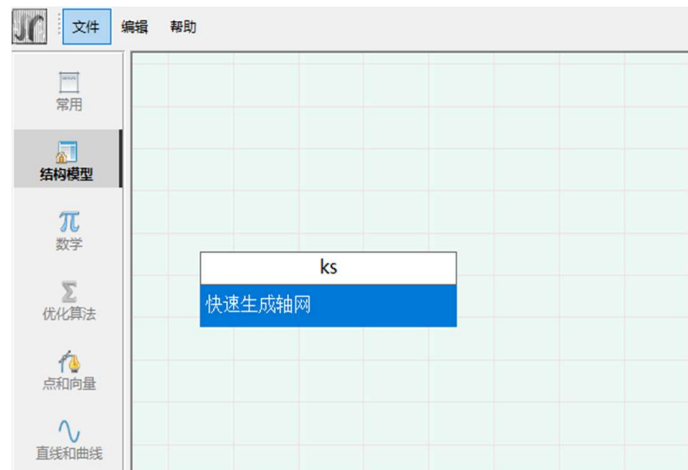 文件 编辑 帮助
常用
结构模型
数学
优化算法
点和向量
直线和曲线
ks
快速生成轴网